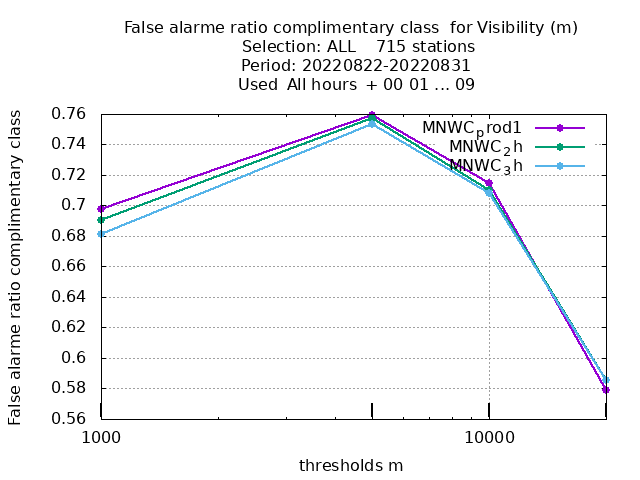 False alarme ratio complimentary class  for Visibility (m)
Selection: ALL    715 stations
Period: 20220822-20220831
Used  All hours  + 00 01 ... 09
False alarme ratio complimentary class
0.76
0.74
0.72
0.7
0.68
0.66
0.64
0.62
0.6
0.58
0.56
MNWC_prod1
MNWC_2h
MNWC_3h
1000
10000
thresholds m